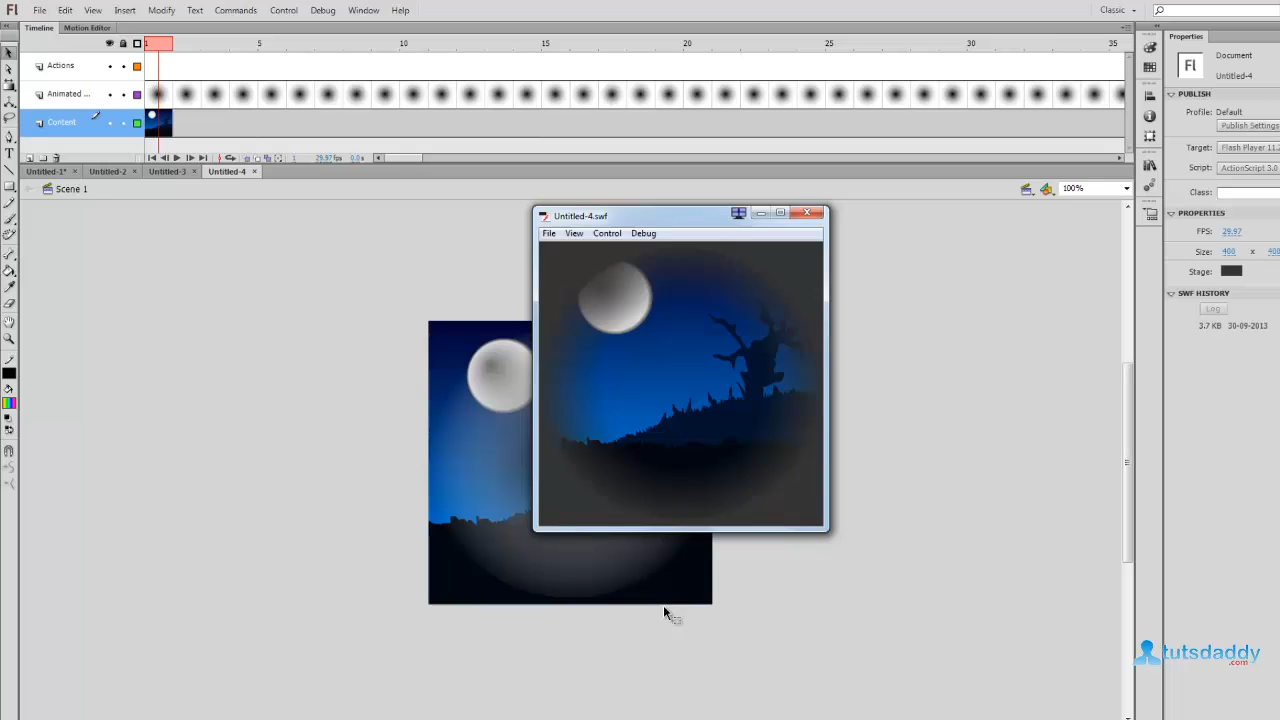 Fl File Edit View Insert Modify Text Commands Control Debug Window Help Classic
Timeline Motion Editor Properties
1 5 10 15 20 25 30 35
Actions
Animated ...
Content
1 29.97 fps 0.0s
Untitled-1* × Untitled-2 × Untitled-3 × Untitled-4 ×
Scene 1 100%
Untitled-4.swf
File View Control Debug
Fl Document
Untitled-4
PUBLISH
Profile: Default
Publish Settings
Target: Flash Player 11.2
Script: ActionScript 3.0
Class:
PROPERTIES
FPS: 29.97
Size: 400 x 400
Stage:
SWF HISTORY
Log
3.7 KB 30-09-2013
tutsdaddy
.com